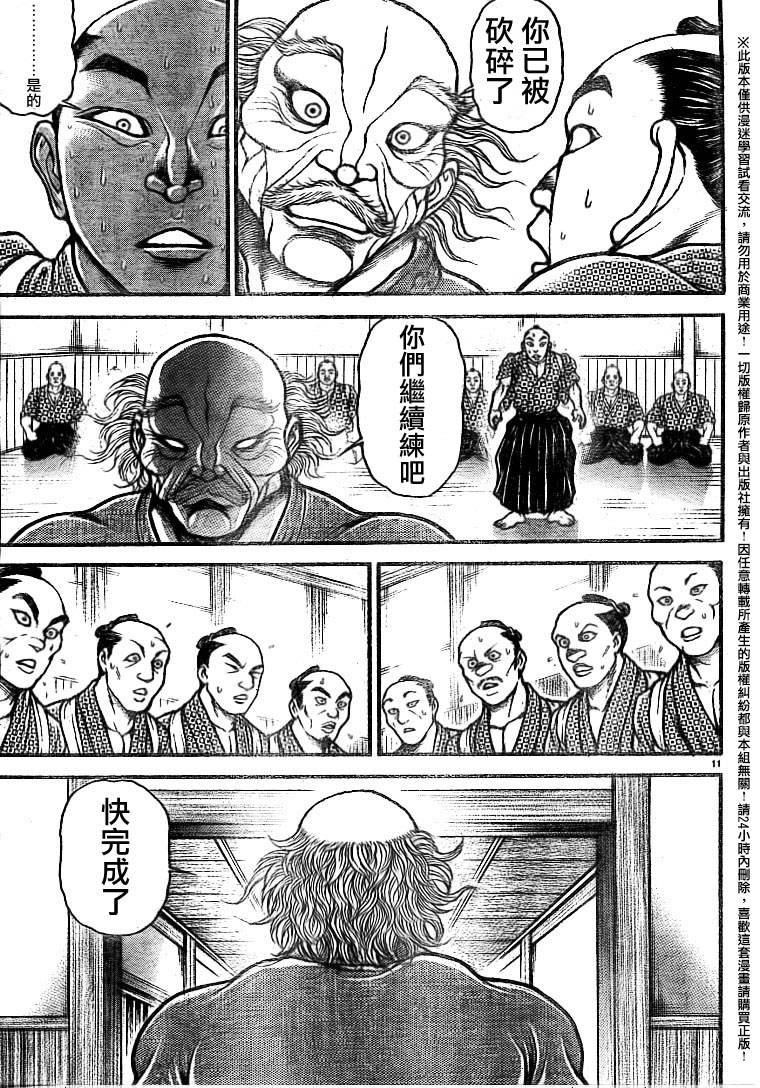 你已被
砍碎了
………………是的
你們繼續練吧
11
快完成了
※此版本僅供漫迷學習試看交流，請勿用於商業用途！一切版權歸原作者與出版社擁有！因任意轉載所產生的版權糾紛都與本組無關！請24小時內刪除，喜歡這套漫畫請購買正版！